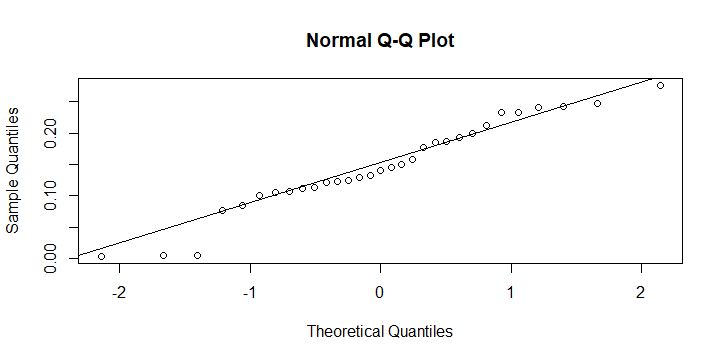 Normal Q-Q Plot
Sample Quantiles
0.20
0.10
0.00
-2 -1 0 1 2
Theoretical Quantiles